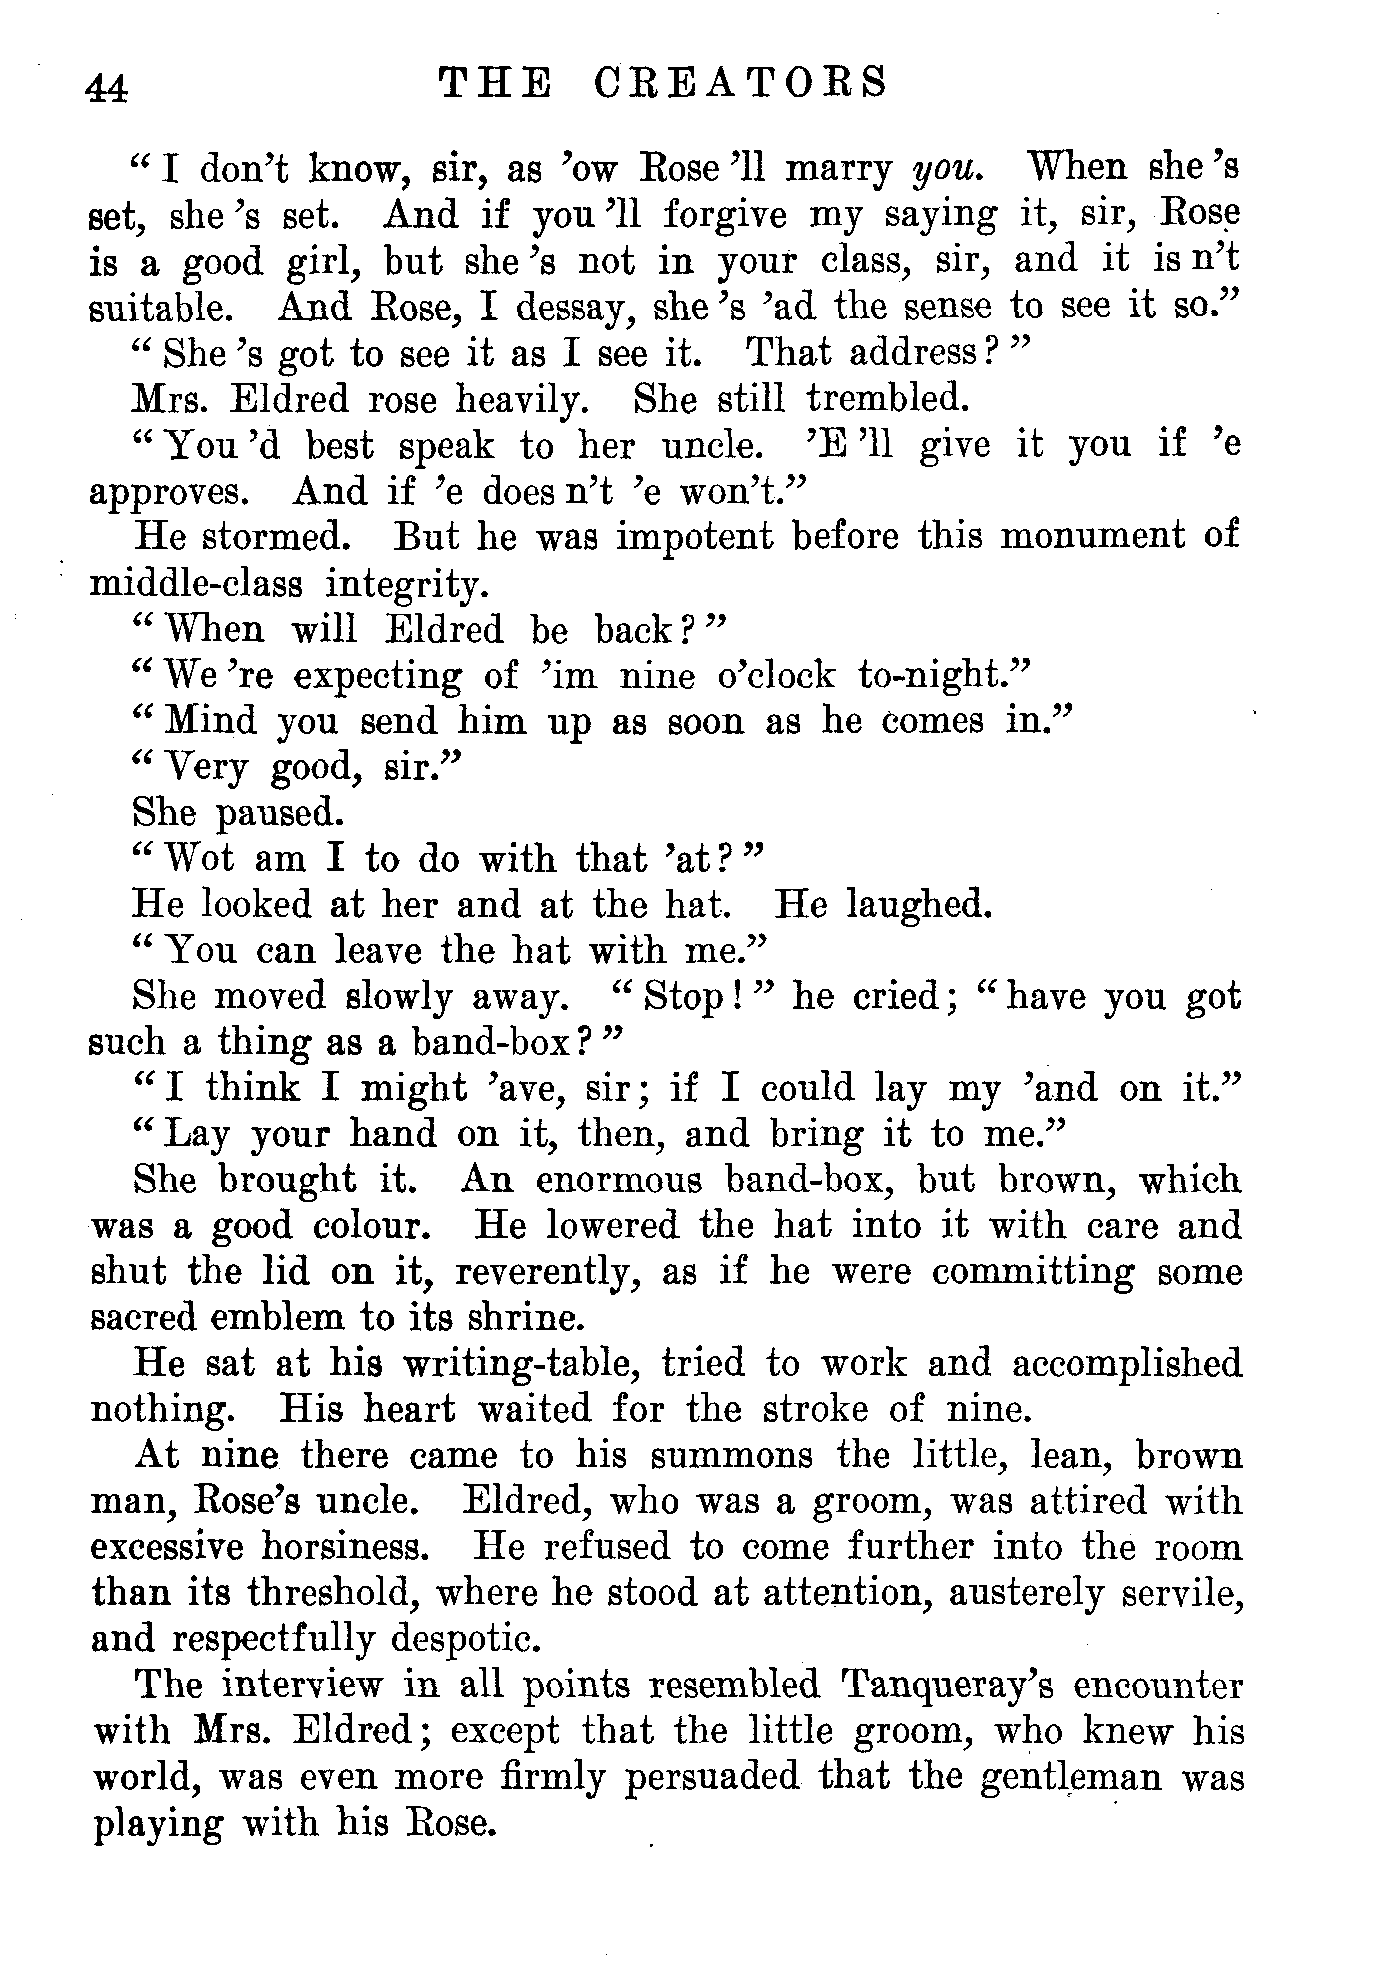 44 THE CREATORS
“ I don’t know, sir, as ’ow Rose ’ll marry you. When she ’s
set, she ’s set. And if you ’ll forgive my saying it, sir, Rose
is a good girl, but she ’s not in your class, sir, and it is n’t
suitable. And Rose, I dessay, she ’s ’ad the sense to see it so.”
“ She ’s got to see it as I see it. That address? ”
Mrs. Eldred rose heavily. She still trembled.
“ You ’d best speak to her uncle. ’E ’ll give it you if ’e
approves. And if ’e does n’t ’e won’t.”
He stormed. But he was impotent before this monument of
middle-class integrity.
“ When will Eldred be back? ”
“ We ’re expecting of ’im nine o’clock to-night.”
“ Mind you send him up as soon as he comes in.”
“ Very good, sir.”
She paused.
“ Wot am I to do with that ’at? ”
He looked at her and at the hat. He laughed.
“ You can leave the hat with me.”
She moved slowly away. “ Stop! ” he cried; “ have you got
such a thing as a band-box? ”
“ I think I might ’ave, sir; if I could lay my ’and on it.”
“ Lay your hand on it, then, and bring it to me.”
She brought it. An enormous band-box, but brown, which
was a good colour. He lowered the hat into it with care and
shut the lid on it, reverently, as if he were committing some
sacred emblem to its shrine.
He sat at his writing-table, tried to work and accomplished
nothing. His heart waited for the stroke of nine.
At nine there came to his summons the little, lean, brown
man, Rose’s uncle. Eldred, who was a groom, was attired with
excessive horsiness. He refused to come further into the room
than its threshold, where he stood at attention, austerely servile,
and respectfully despotic.
The interview in all points resembled Tanqueray’s encounter
with Mrs. Eldred; except that the little groom, who knew his
world, was even more firmly persuaded that the gentleman was
playing with his Rose.